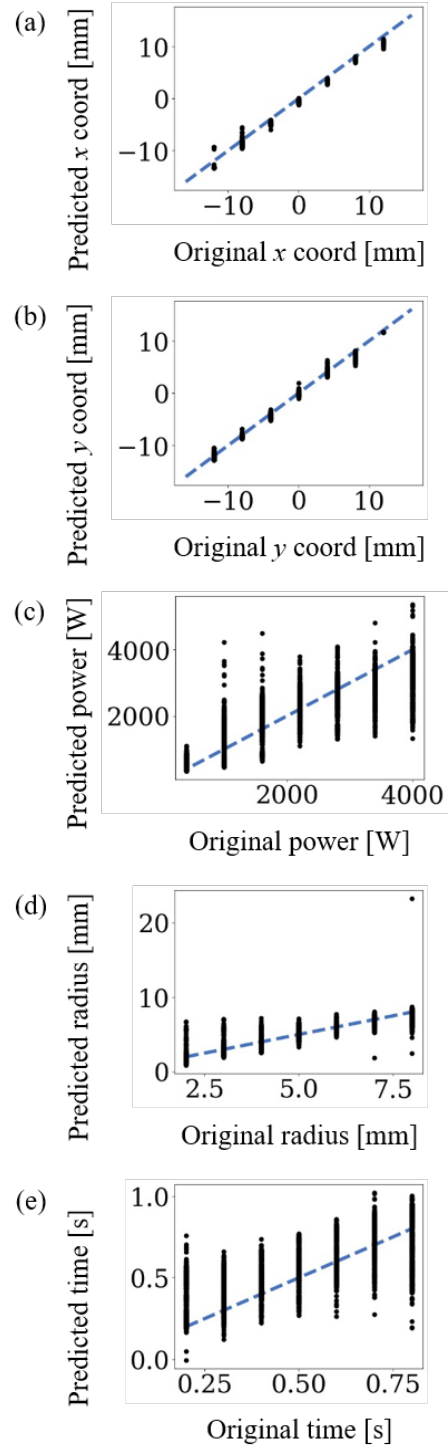 (a)
Predicted x coord [mm]
10
0
−10
−10 0 10
Original x coord [mm]
(b)
Predicted y coord [mm]
10
0
−10
−10 0 10
Original y coord [mm]
(c)
Predicted power [W]
4000
2000
2000 4000
Original power [W]
(d)
Predicted radius [mm]
20
10
0
2.5 5.0 7.5
Original radius [mm]
(e)
Predicted time [s]
1.0
0.5
0.0
0.25 0.50 0.75
Original time [s]